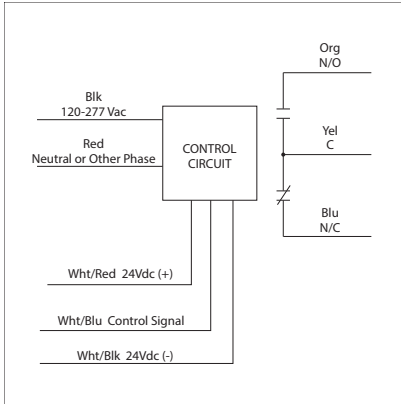 Org
N/O
Blk
120-277 Vac
Yel
C
Red
Neutral or Other Phase
CONTROL
CIRCUIT
Blu
N/C
Wht/Red 24Vdc (+)
Wht/Blu Control Signal
Wht/Blk 24Vdc (-)